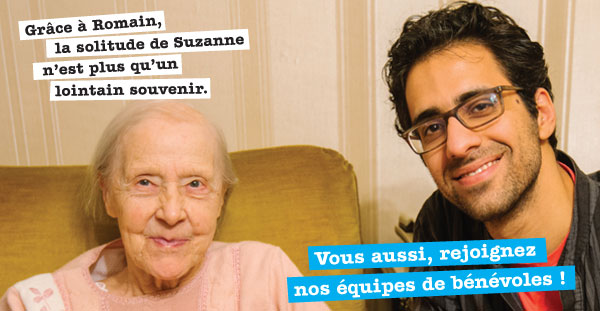 Grâce à Romain,
la solitude de Suzanne
n'est plus qu'un
lointain souvenir.
Vous aussi, rejoignez
nos équipes de bénévoles !